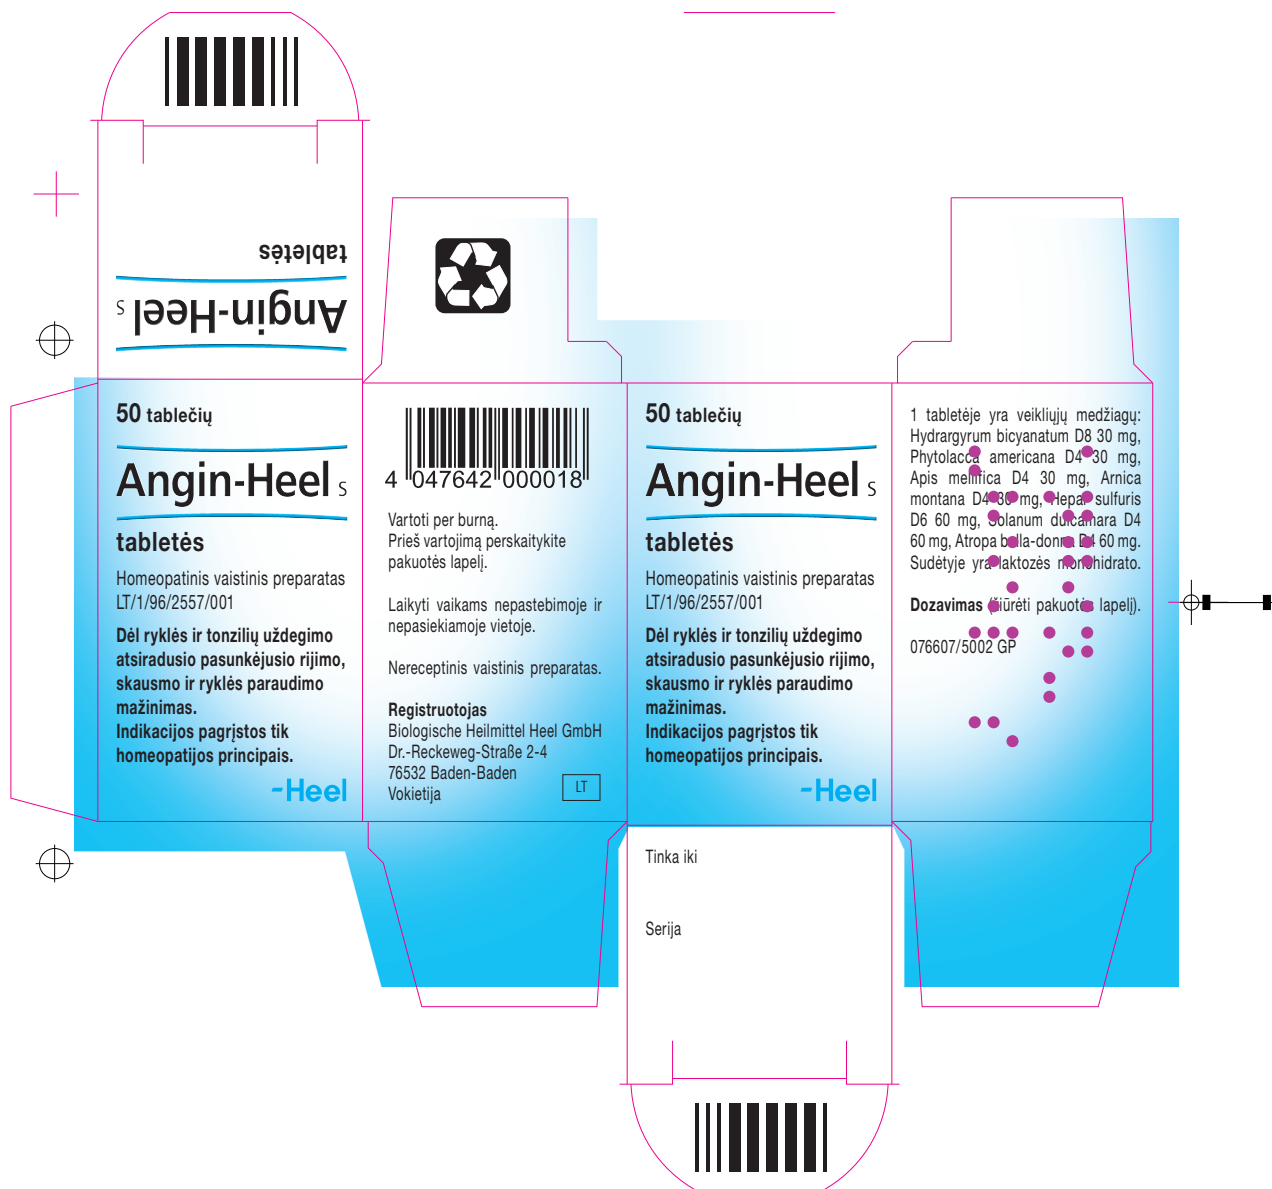 tabletės
Angin-Heel S
50 tablečių
Angin-Heel S
tabletės
Homeopatinis vaistinis preparatas
LT/1/96/2557/001
Dėl ryklės ir tonzilių uždegimo
atsiradusio pasunkėjusio rijimo,
skausmo ir ryklės paraudimo
mažinimas.
Indikacijos pagrįstos tik
homeopatijos principais.
-Heel
4 047642 000018
Vartoti per burną.
Prieš vartojimą perskaitykite
pakuotės lapelį.
Laikyti vaikams nepastebimoje ir
nepasiekiamoje vietoje.
Nereceptinis vaistinis preparatas.
Registruotojas
Biologische Heilmittel Heel GmbH
Dr.-Reckeweg-Straße 2-4
76532 Baden-Baden
Vokietija
LT
50 tablečių
Angin-Heel S
tabletės
Homeopatinis vaistinis preparatas
LT/1/96/2557/001
Dėl ryklės ir tonzilių uždegimo
atsiradusio pasunkėjusio rijimo,
skausmo ir ryklės paraudimo
mažinimas.
Indikacijos pagrįstos tik
homeopatijos principais.
-Heel
1 tabletėje yra veikliųjų medžiagų:
Hydrargyrum bicyanatum D8 30 mg,
Phytolacca americana D4 30 mg,
Apis mellifica D4 30 mg, Arnica
montana D4 30 mg, Hepar sulfuris
D6 60 mg, Solanum dulcamara D4
60 mg, Atropa bella-donna D4 60 mg.
Sudėtyje yra laktozės monohidrato.
Dozavimas (žiūrėti pakuotės lapelį).
076607/5002 GP
Tinka iki
Serija